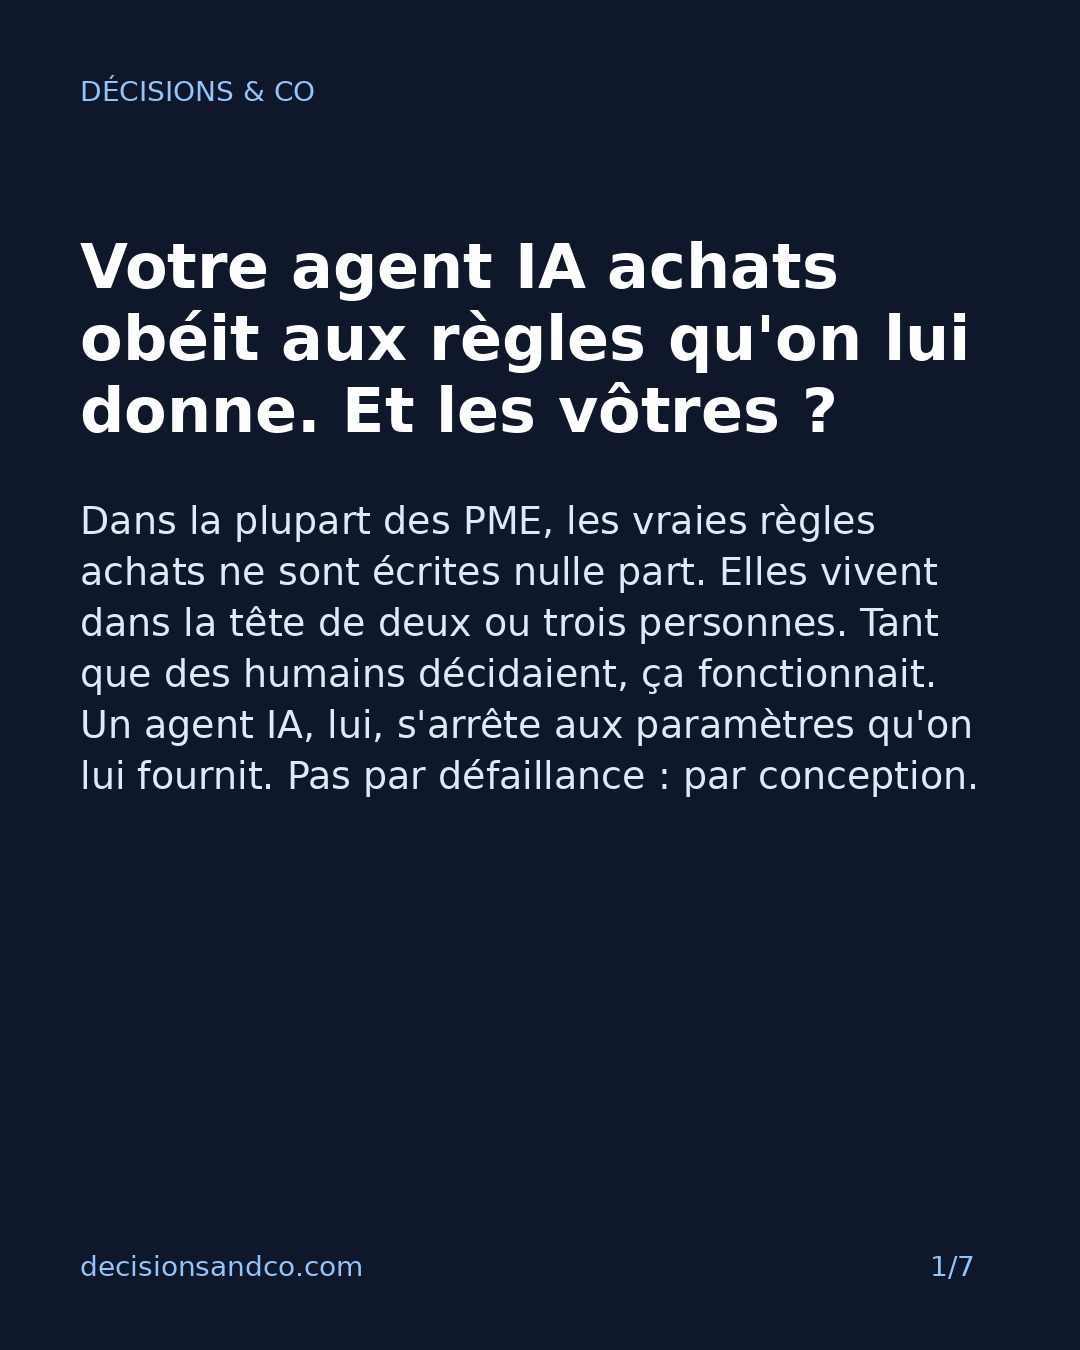 DÉCISIONS & CO
Votre agent IA achats
obéit aux règles qu'on lui
donne. Et les vôtres ?
Dans la plupart des PME, les vraies règles
achats ne sont écrites nulle part. Elles vivent
dans la tête de deux ou trois personnes. Tant
que des humains décidaient, ça fonctionnait.
Un agent IA, lui, s'arrête aux paramètres qu'on
lui fournit. Pas par défaillance : par conception.
decisionsandco.com
1/7